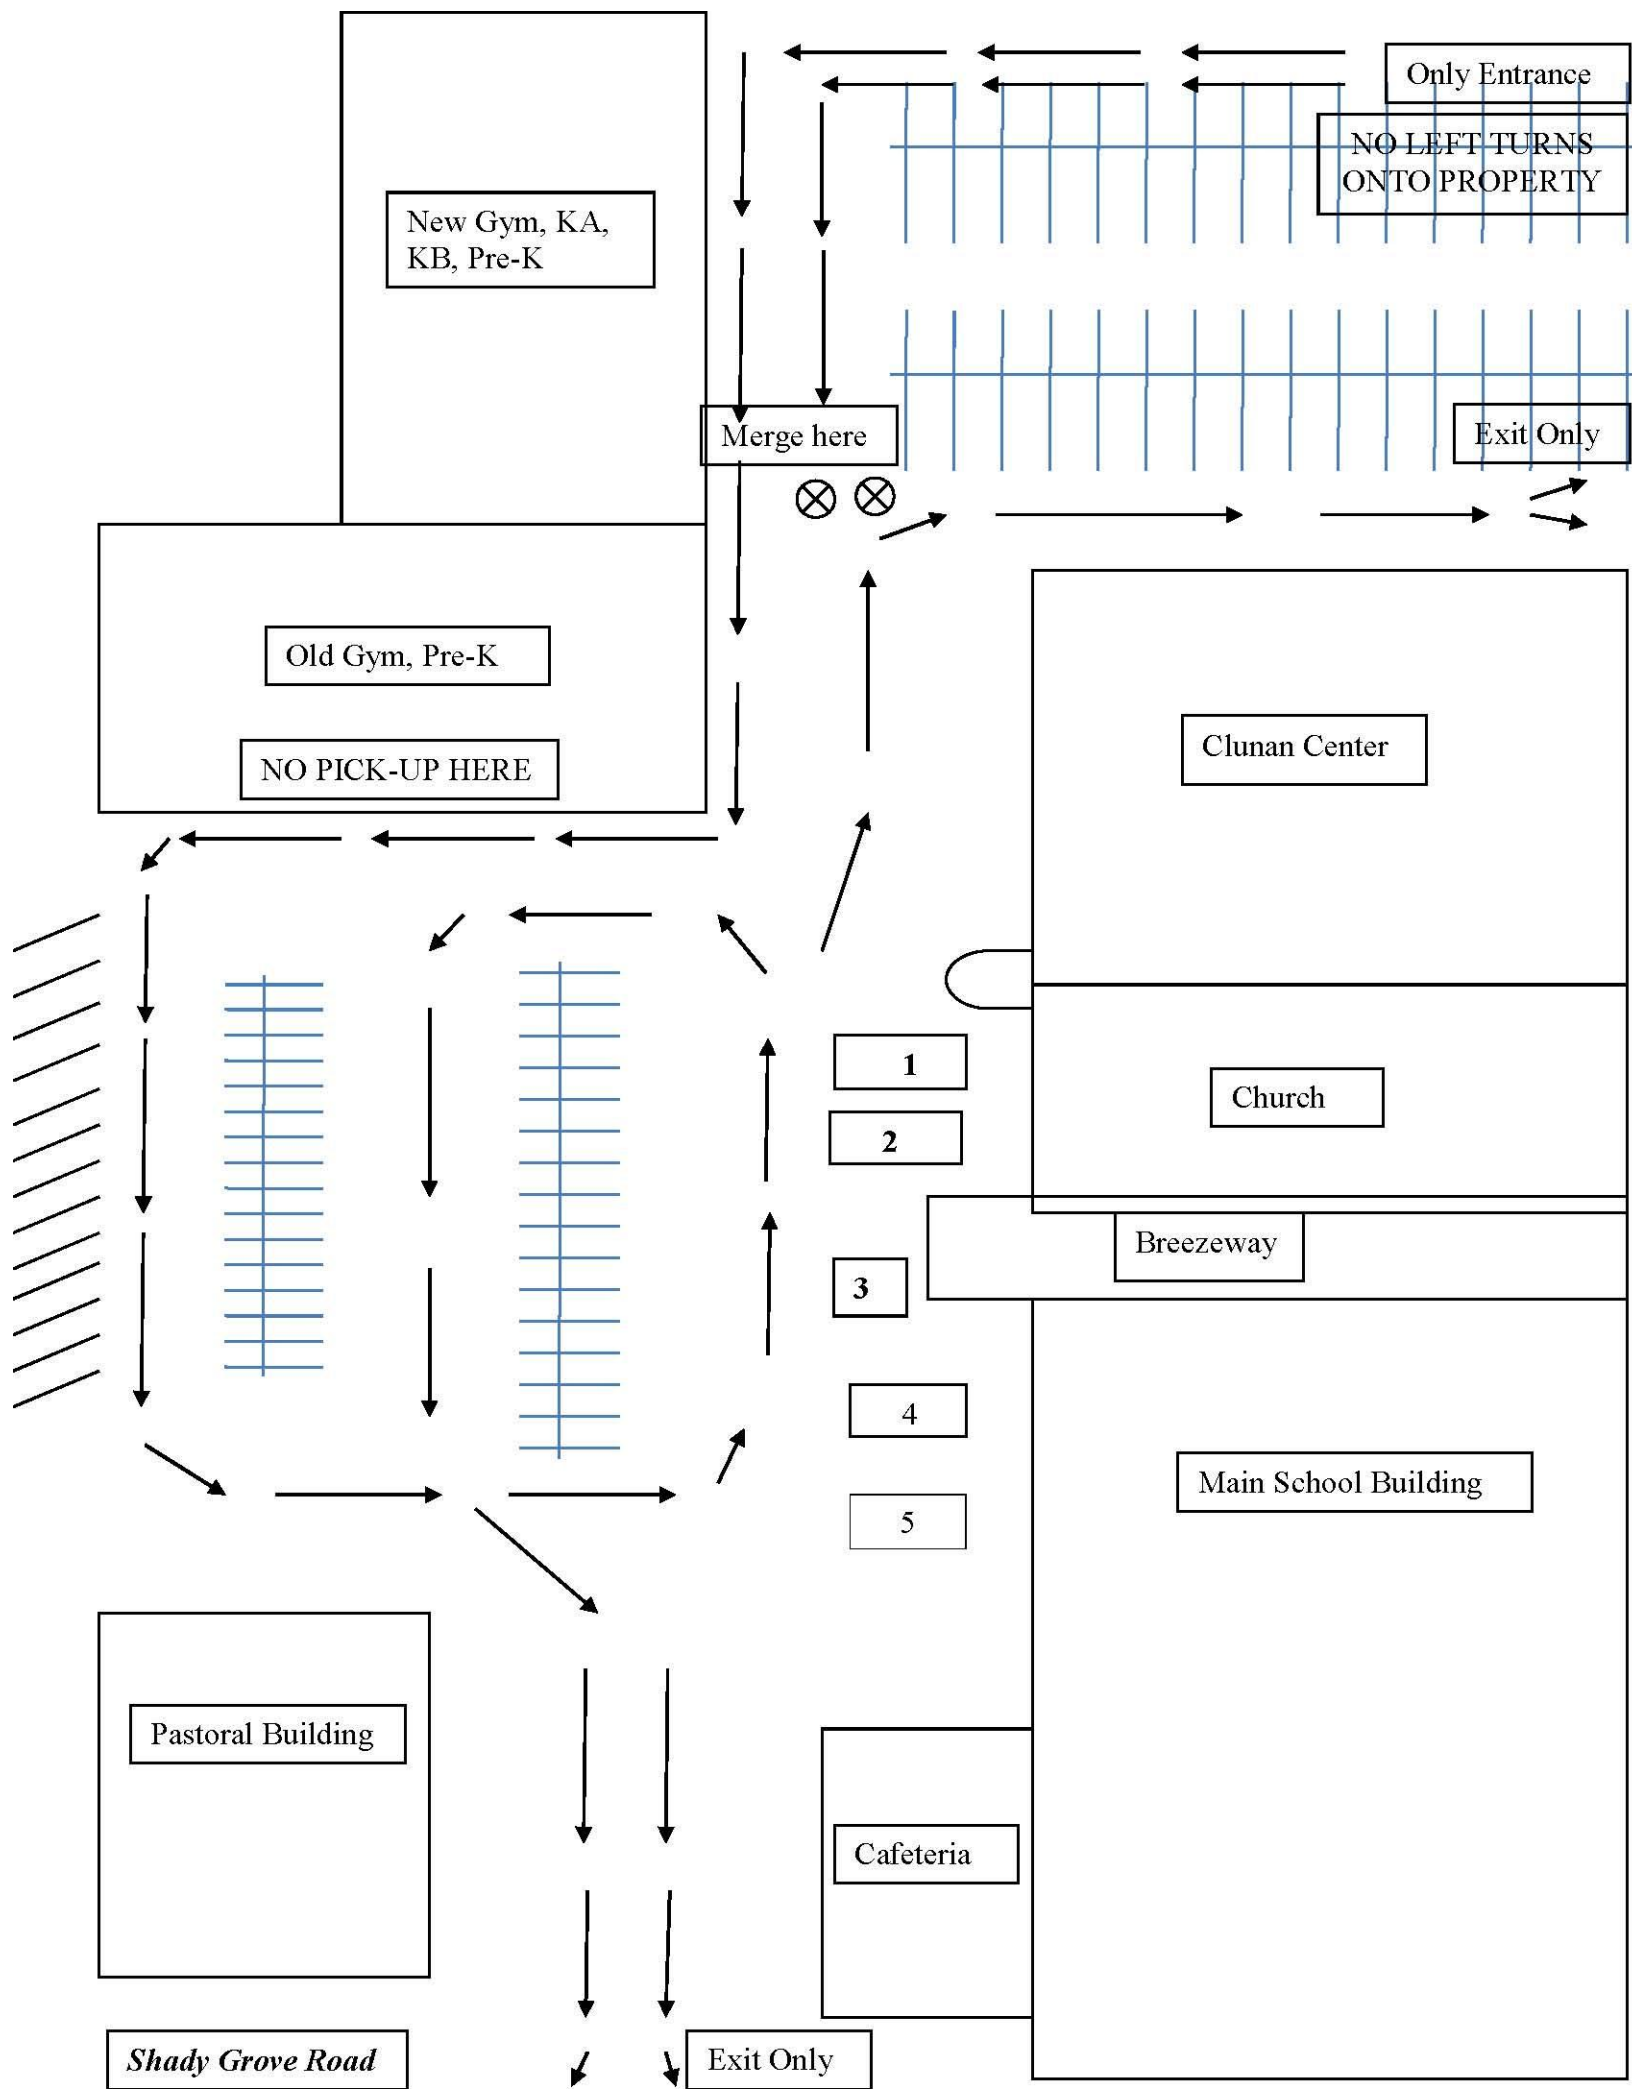 Only Entrance
NO LEFT TURNS
ONTO PROPERTY
New Gym, KA,
KB, Pre-K
Merge here
Exit Only
Old Gym, Pre-K
NO PICK-UP HERE
Clunan Center
1
Church
2
Breezeway
3
4
Main School Building
5
Pastoral Building
Cafeteria
Shady Grove Road
Exit Only